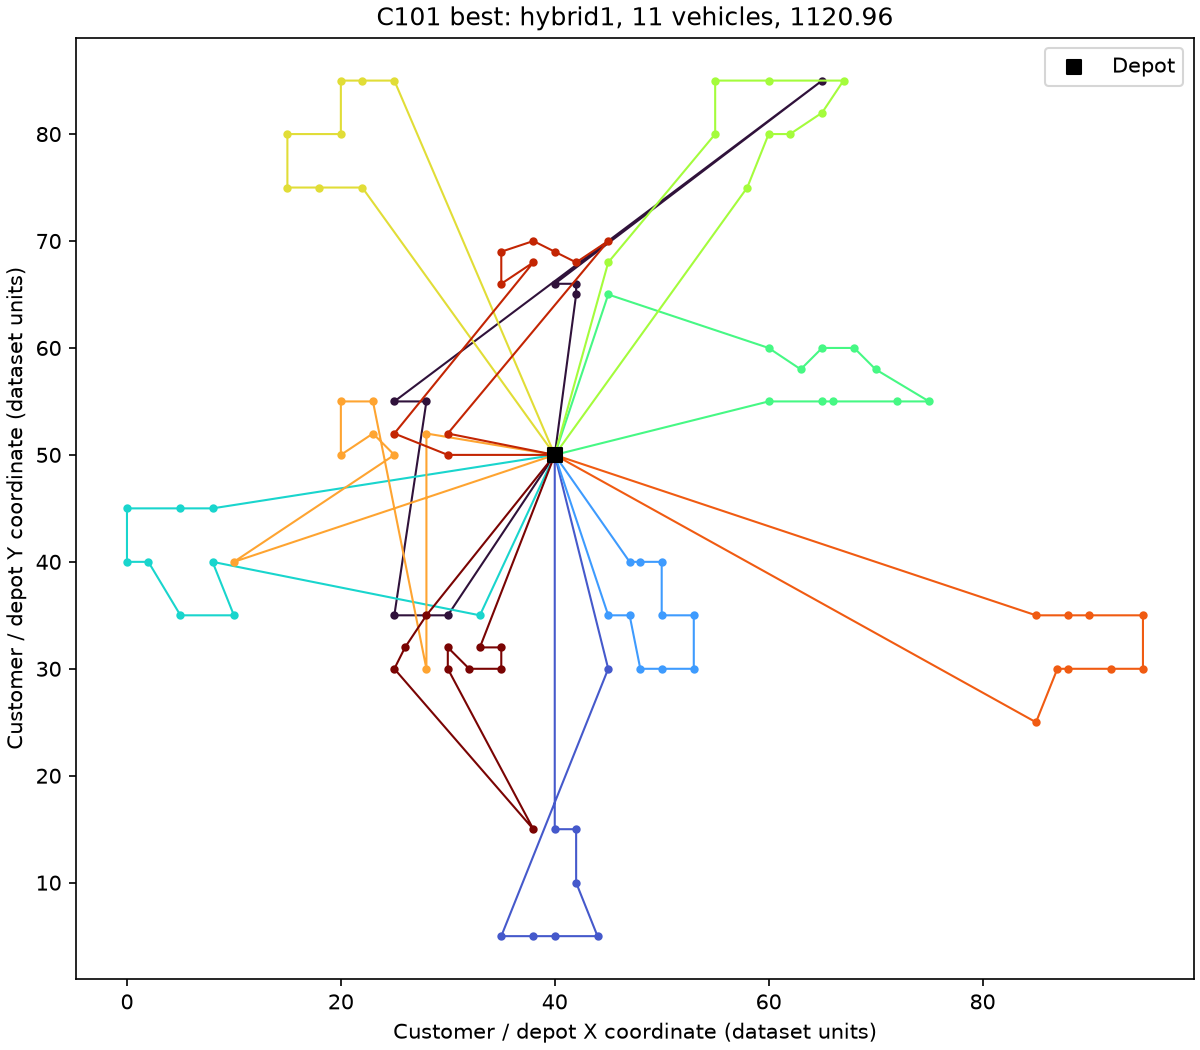 C101 best: hybrid1, 11 vehicles, 1120.96
Depot
Customer / depot Y coordinate (dataset units)
80
70
60
50
40
30
20
10
0 20 40 60 80
Customer / depot X coordinate (dataset units)